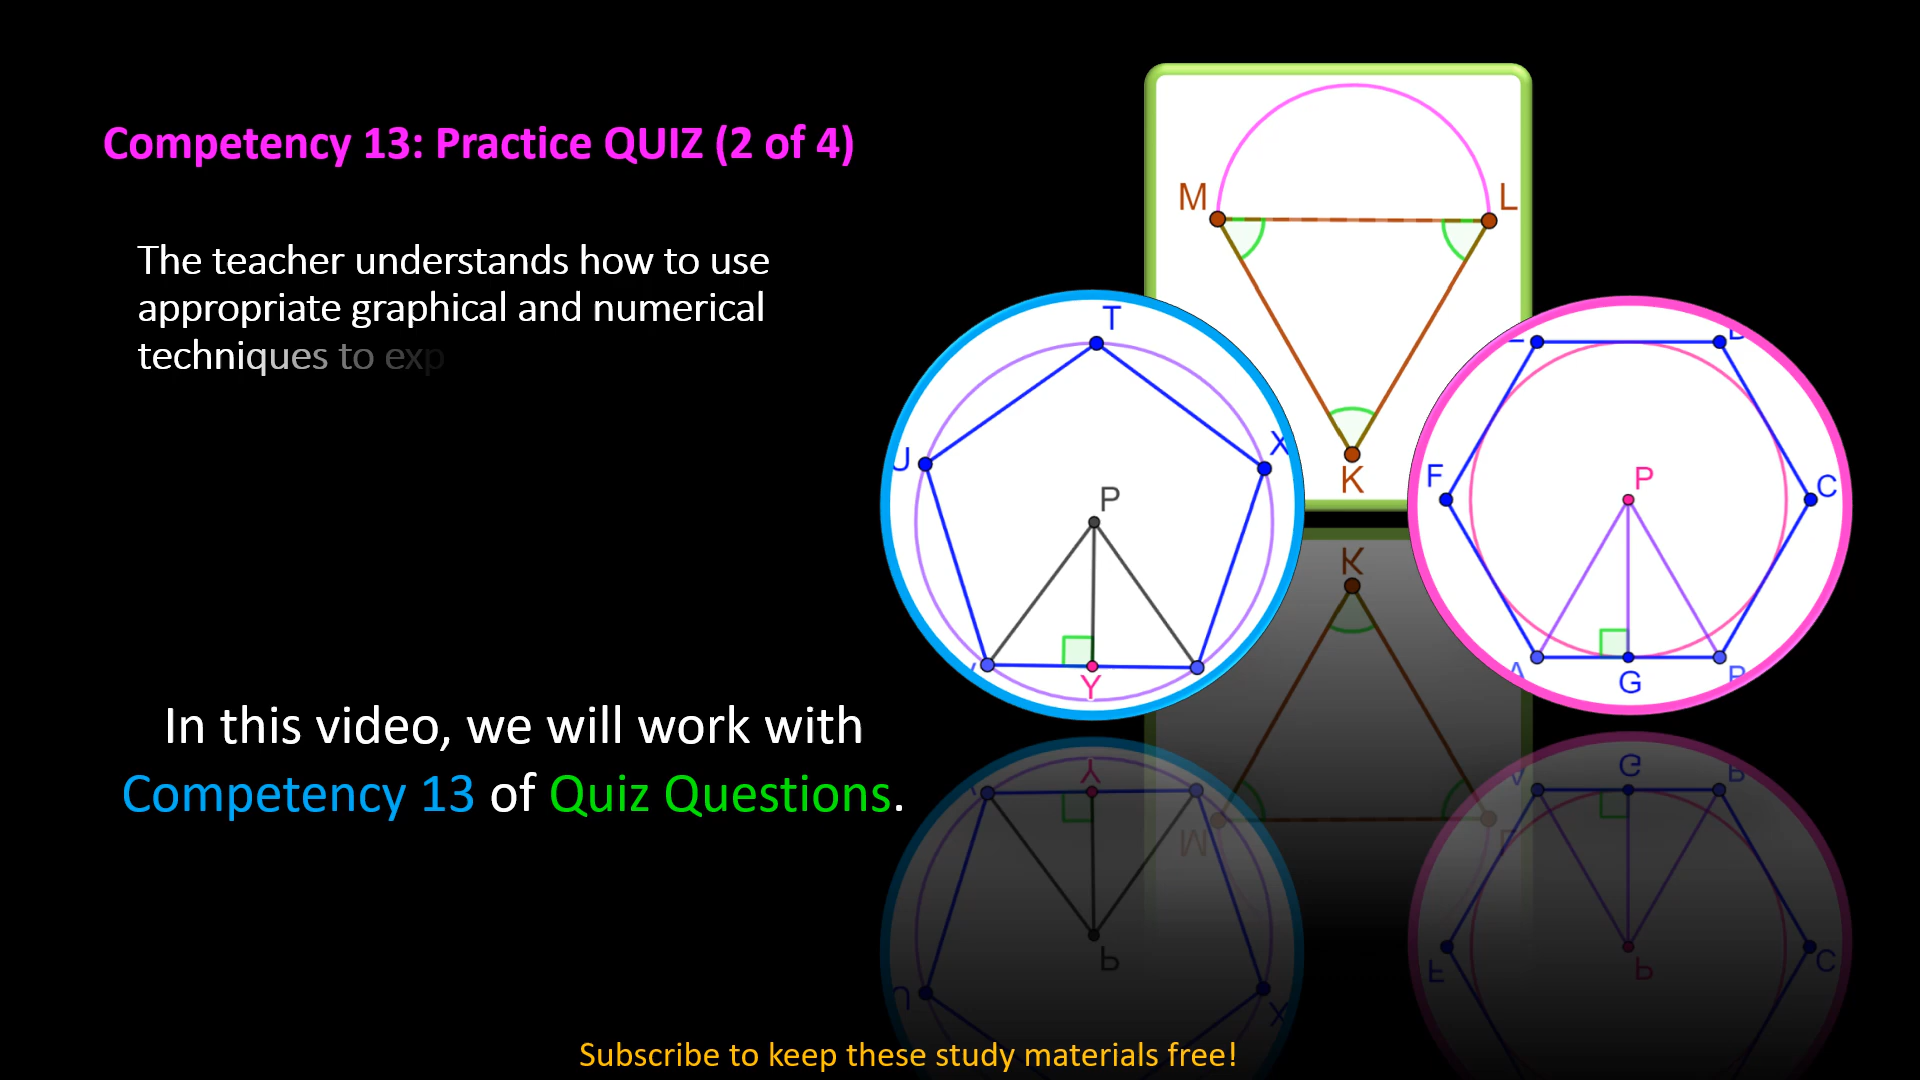 Competency 13: Practice QUIZ (2 of 4)
The teacher understands how to use
appropriate graphical and numerical
techniques to exp
In this video, we will work with
Competency 13 of Quiz Questions.
M
L
K
T
U
X
P
Y
F
P
C
G
K
Subscribe to keep these study materials free!